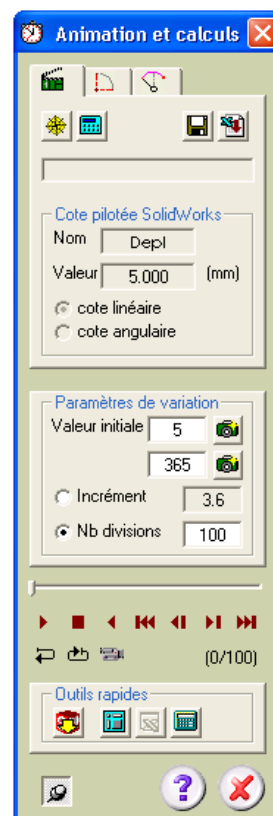 Animation et calculs
Cote pilotée SolidWorks
Nom Depl
Valeur 5.000 (mm)
cote linéaire
cote angulaire
Paramètres de variation
Valeur initiale 5
365
Incrément 3.6
Nb divisions 100
(0/100)
Outils rapides
?